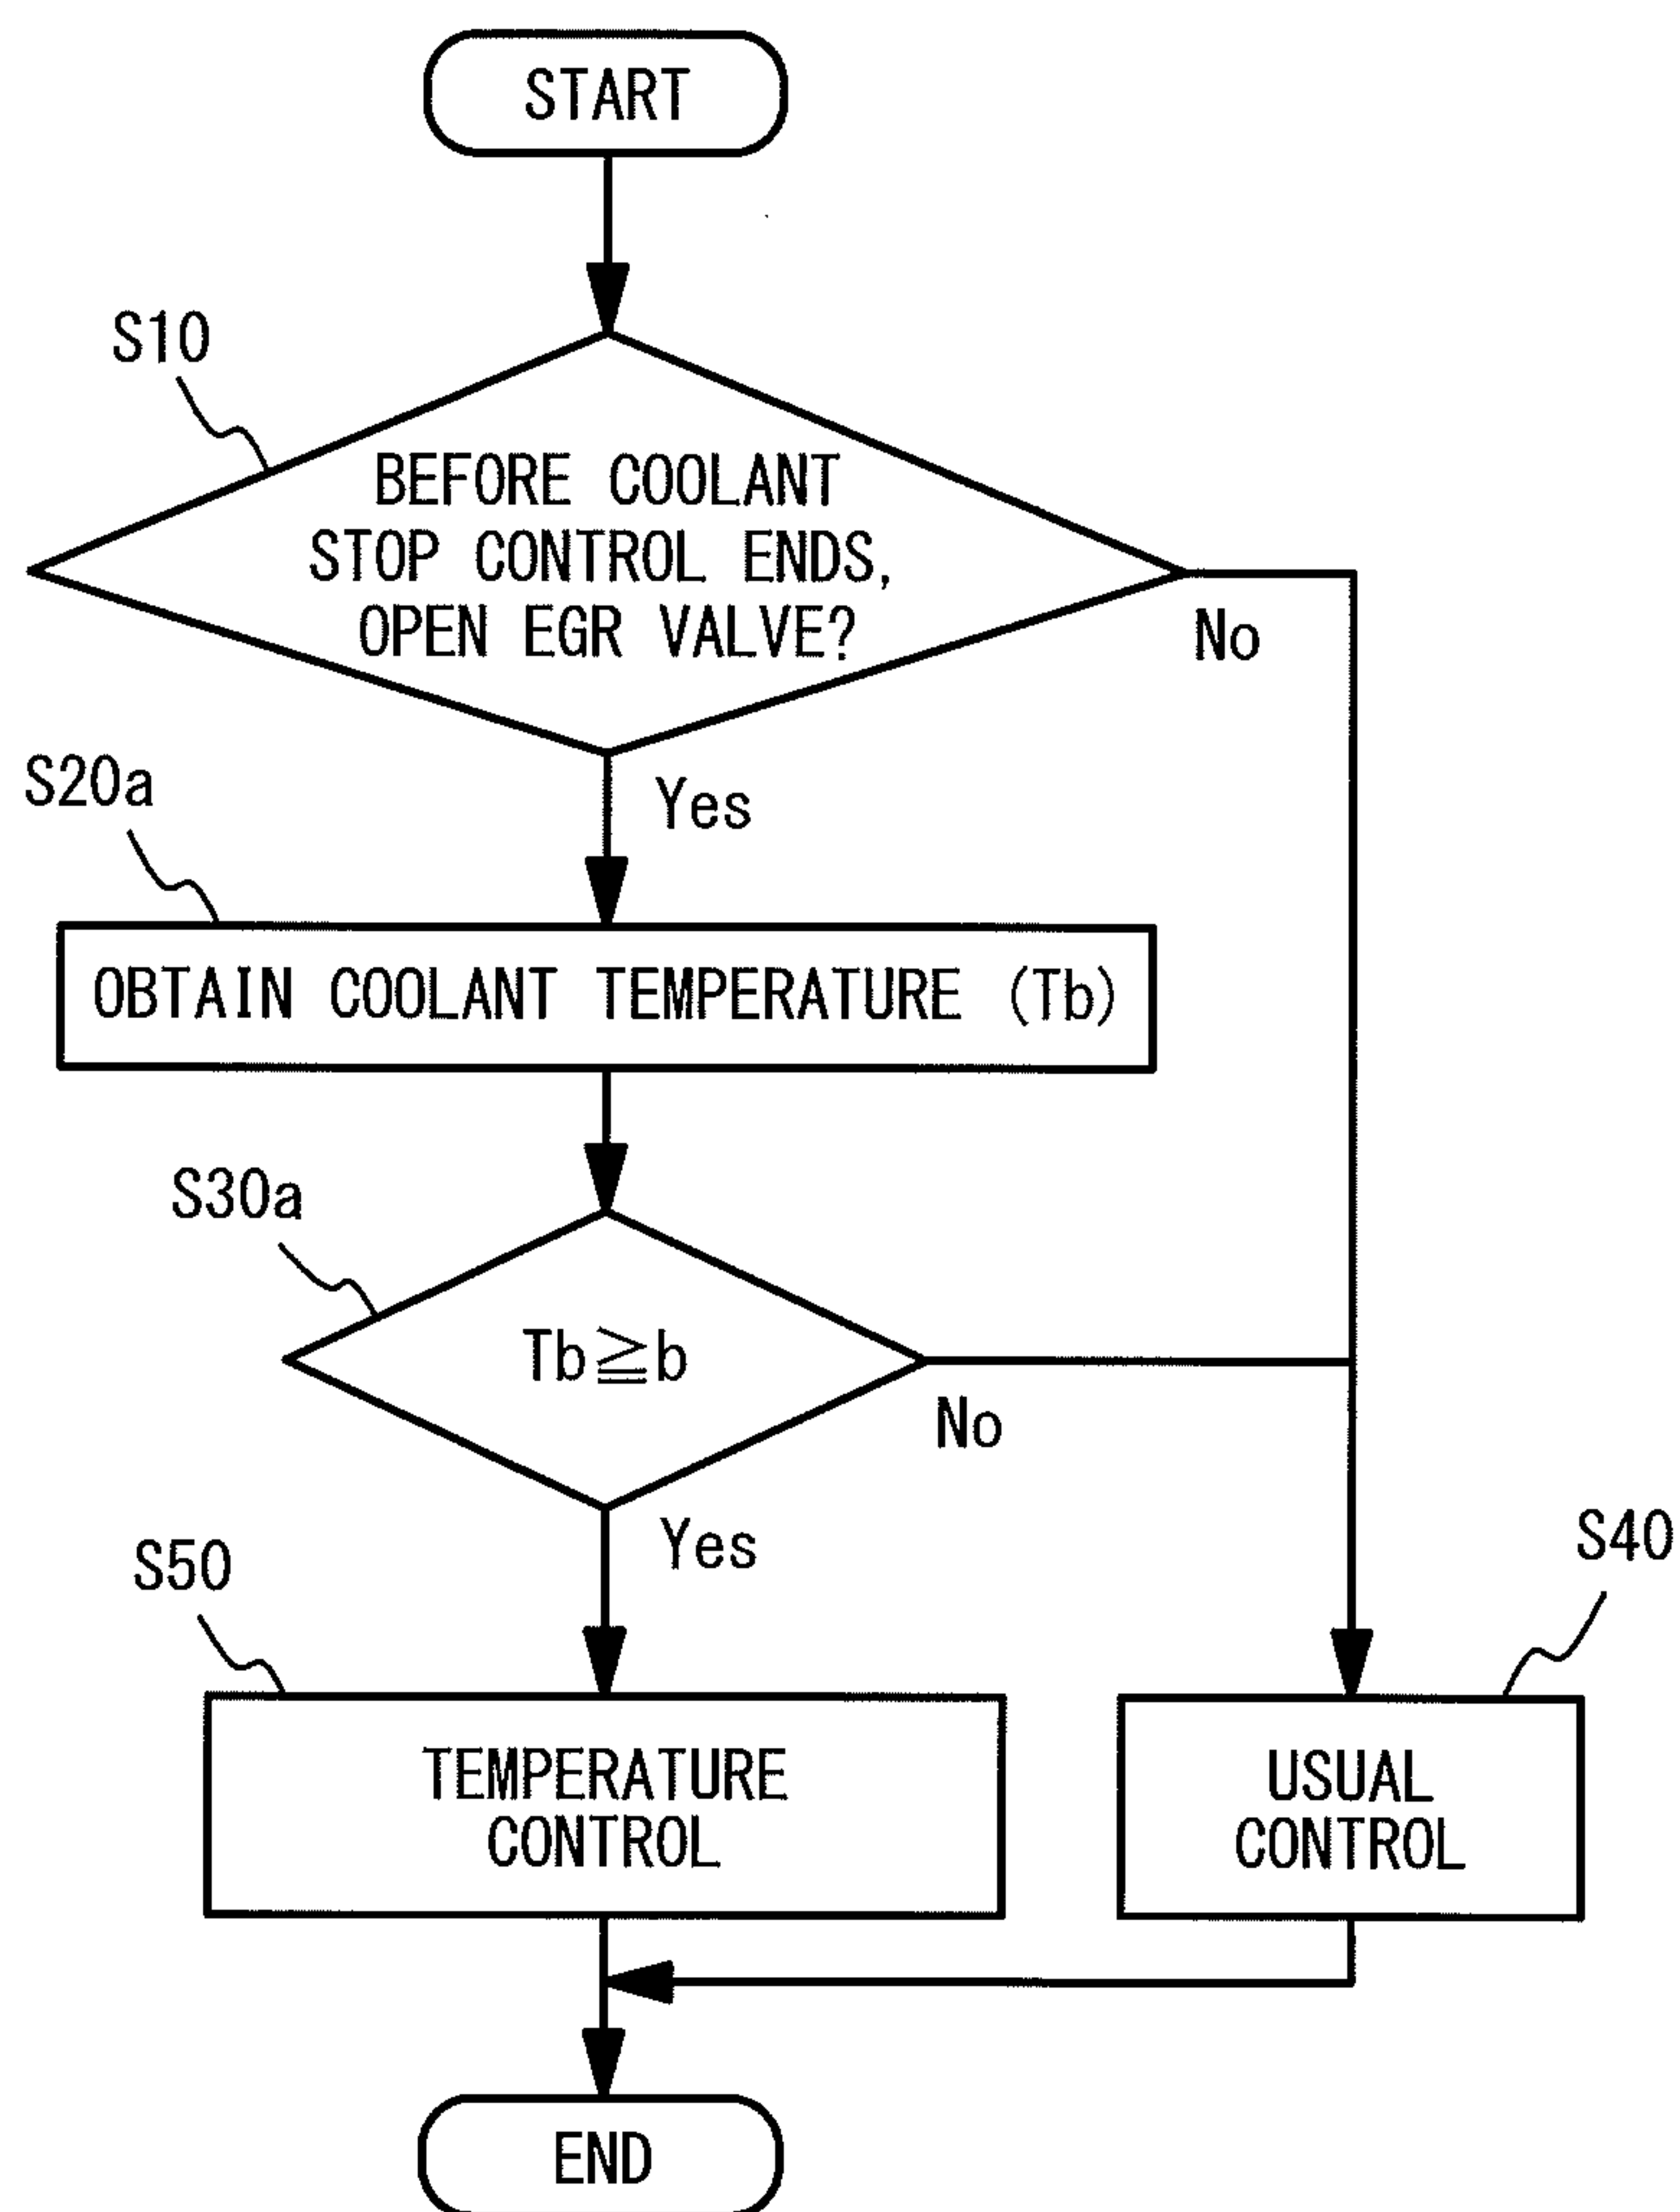 START
S10
BEFORE COOLANT
STOP CONTROL ENDS,
OPEN EGR VALVE?
No
Yes
S20a
OBTAIN COOLANT TEMPERATURE (Tb)
S30a
Tb≧b
No
Yes
S50
S40
TEMPERATURE
CONTROL
USUAL
CONTROL
END